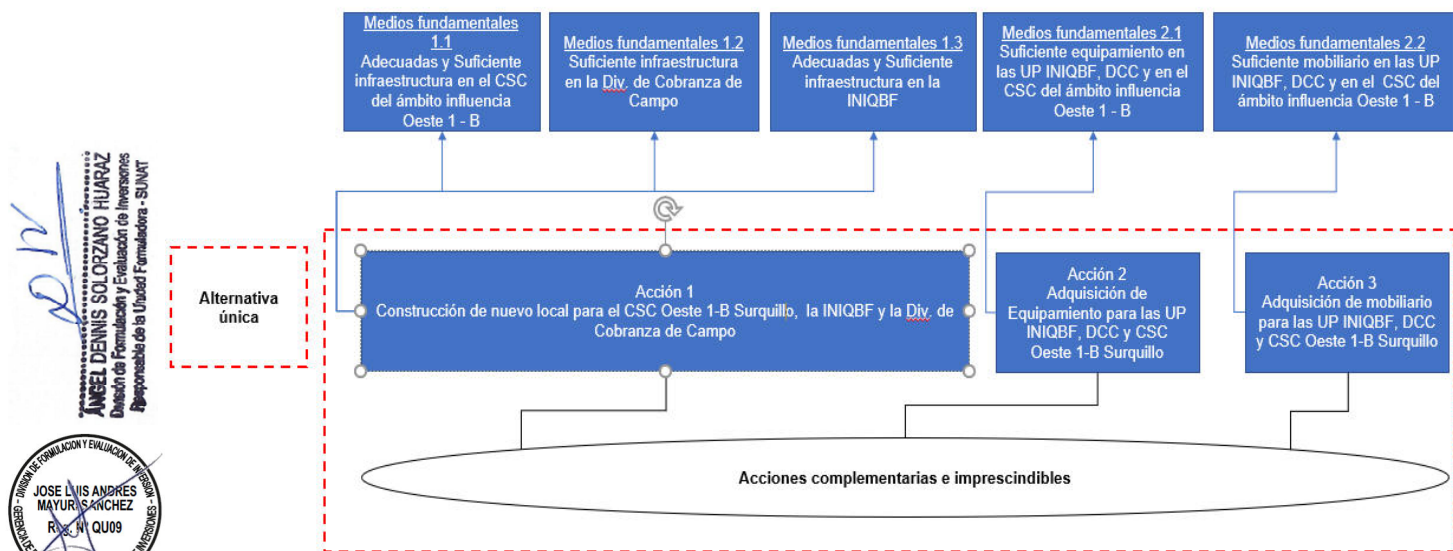 Medios fundamentales
1.1
Adecuadas y Suficiente
infraestructura en el CSC
del ámbito influencia
Oeste 1 - B
Medios fundamentales 1.2
Suficiente infraestructura
en la Div. de Cobranza de
Campo
Medios fundamentales 1.3
Adecuadas y Suficiente
infraestructura en la
INIQBF
Medios fundamentales 2.1
Suficiente equipamiento en
las UP INIQBF, DCC y en el
CSC del ámbito influencia
Oeste 1 - B
Medios fundamentales 2.2
Suficiente mobiliario en las UP
INIQBF, DCC y en el CSC del
ámbito influencia Oeste 1 - B
ÁNGEL DENNIS SOLORZANO HUARAZ
División de Formulación y Evaluación de Inversiones
Responsable de la Unidad Formuladora - SUNAT
Alternativa
única
Acción 1
Construcción de nuevo local para el CSC Oeste 1-B Surquillo, la INIQBF y la Div. de
Cobranza de Campo
Acción 2
Adquisición de
Equipamiento para las UP
INIQBF, DCC y CSC
Oeste 1-B Surquillo
Acción 3
Adquisición de mobiliario
para las UP INIQBF, DCC
y CSC Oeste 1-B Surquillo
Acciones complementarias e imprescindibles
DIVISION DE FORMULACION Y EVALUACION DE INVERSION
JOSE LUIS ANDRES
MAYURI SANCHEZ
Reg. N° QU09